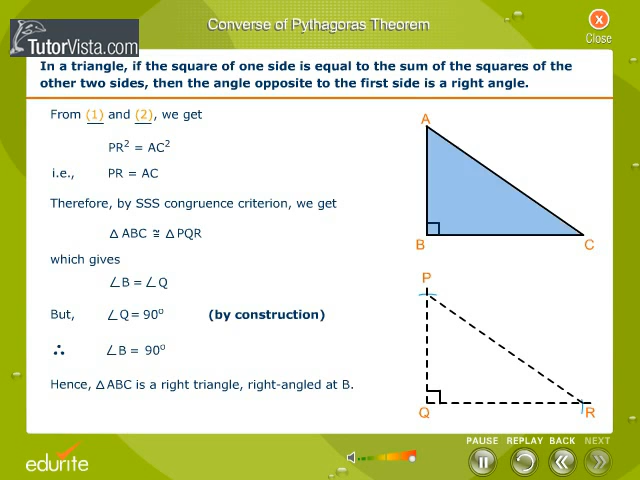 Converse of Pythagoras Theorem
Close
TutorVista.com
In a triangle, if the square of one side is equal to the sum of the squares of the
other two sides, then the angle opposite to the first side is a right angle.
From (1) and (2), we get
PR² = AC²
i.e., PR = AC
Therefore, by SSS congruence criterion, we get
△ ABC ≅ △ PQR
which gives
∠B = ∠Q
But, ∠Q = 90° (by construction)
∴ ∠B = 90°
Hence, △ ABC is a right triangle, right-angled at B.
A
B
C
P
Q
R
edurite
PAUSE REPLAY BACK NEXT